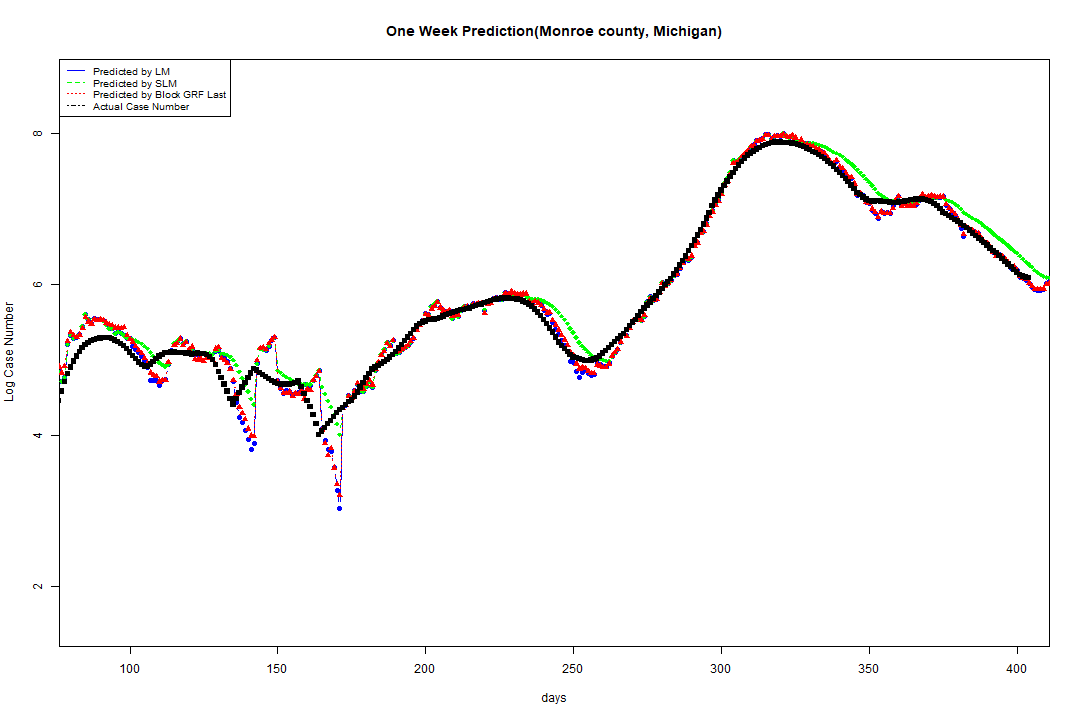 One Week Prediction(Monroe county, Michigan)
Predicted by LM
Predicted by SLM
Predicted by Block GRF Last
Actual Case Number
8
6
4
2
Log Case Number
100 150 200 250 300 350 400
days